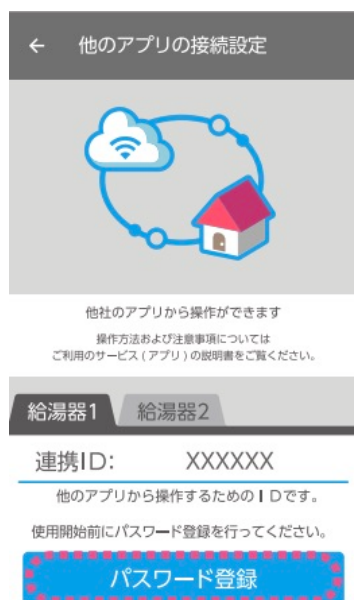 ← 他のアプリの接続設定
他社のアプリから操作ができます
操作方法および注意事項については
ご利用のサービス(アプリ)の説明書をご覧ください。
給湯器1 給湯器2
連携ID: XXXXXX
他のアプリから操作するためのIDです。
使用開始前にパスワード登録を行ってください。
パスワード登録